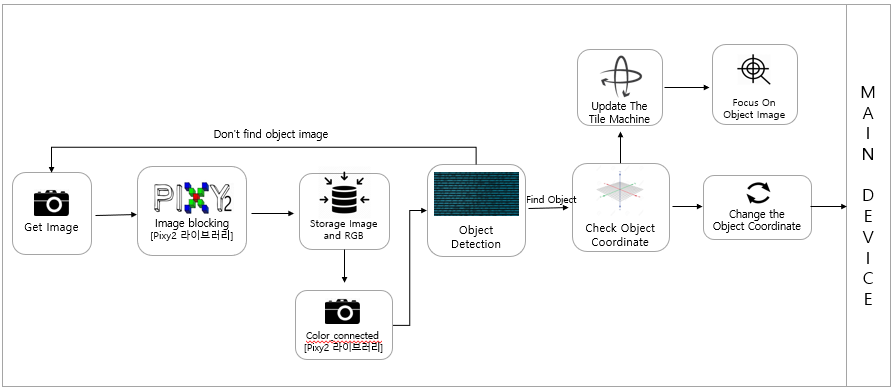 Don't find object image
Get Image
PIXY2
Image blocking
[Pixy2 라이브러리]
Storage Image
and RGB
Color connected
[Pixy2 라이브러리]
Object
Detection
Find Object
Check Object
Coordinate
Update The
Tile Machine
Focus On
Object Image
Change the
Object Coordinate
MAIN DEVICE